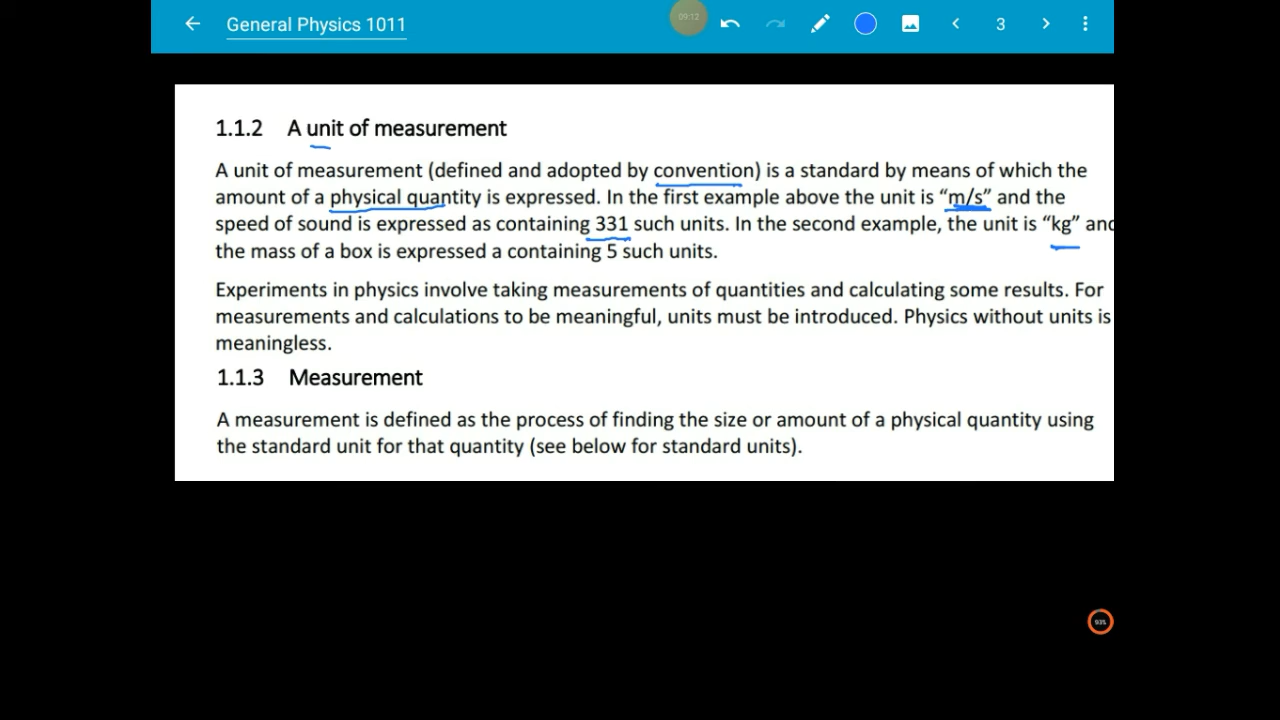 General Physics 1011
09:12
3
1.1.2 A unit of measurement
A unit of measurement (defined and adopted by convention) is a standard by means of which the
amount of a physical quantity is expressed. In the first example above the unit is “m/s” and the
speed of sound is expressed as containing 331 such units. In the second example, the unit is “kg” and
the mass of a box is expressed a containing 5 such units.
Experiments in physics involve taking measurements of quantities and calculating some results. For
measurements and calculations to be meaningful, units must be introduced. Physics without units is
meaningless.
1.1.3 Measurement
A measurement is defined as the process of finding the size or amount of a physical quantity using
the standard unit for that quantity (see below for standard units).
93%